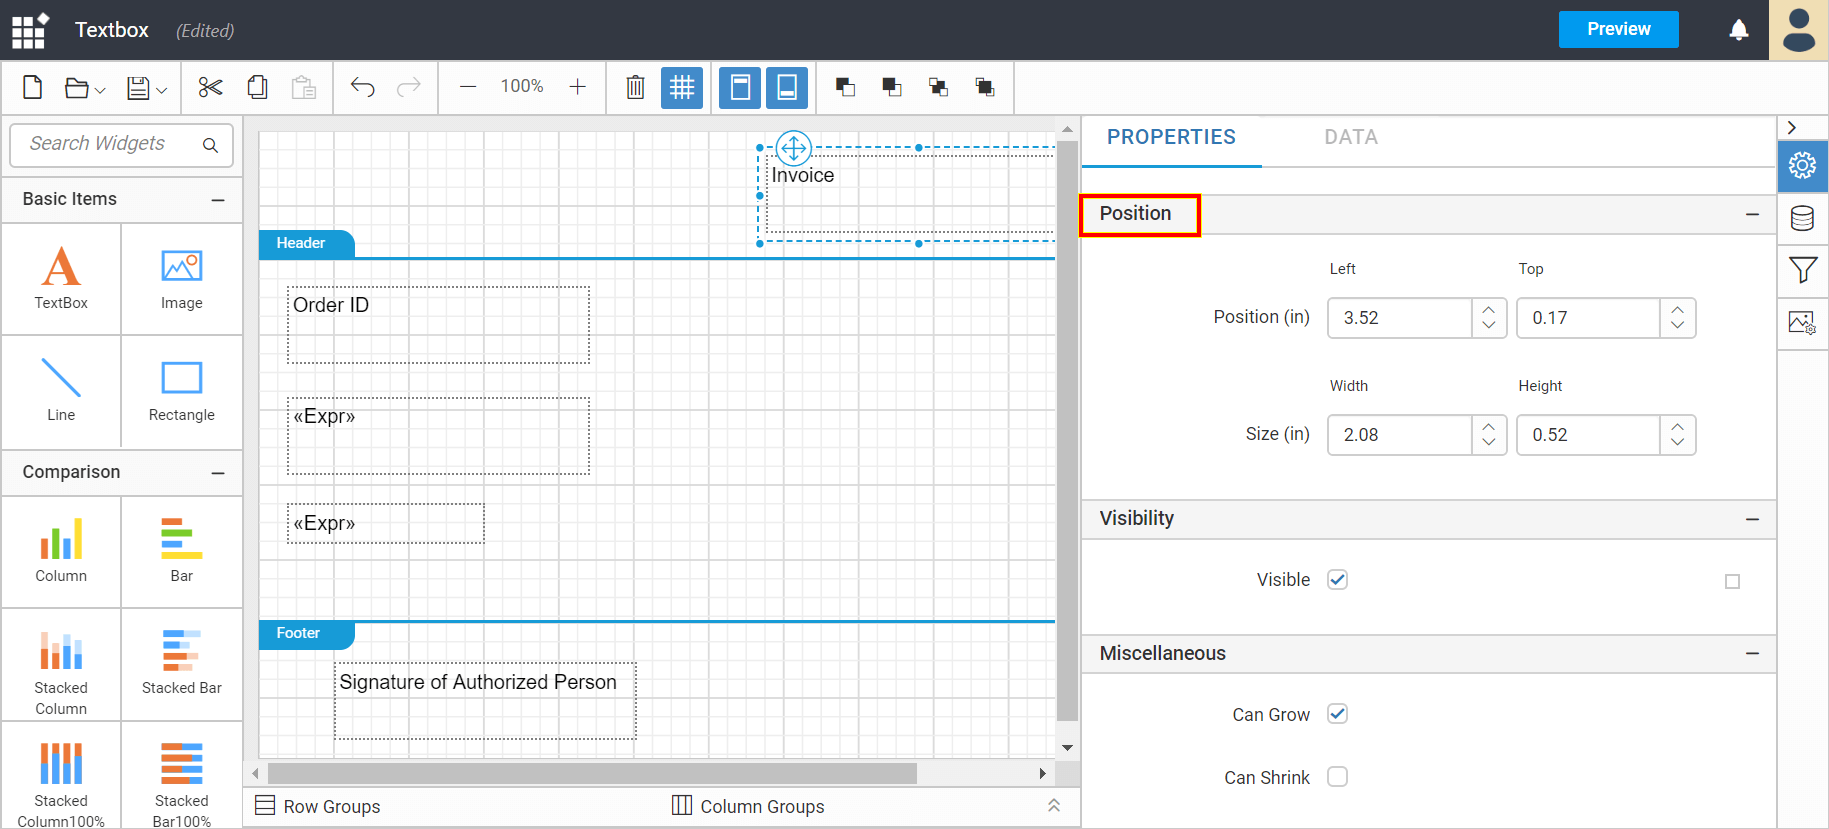 Textbox (Edited) Preview
100%
Search Widgets
Basic Items
TextBox Image
Line Rectangle
Comparison
Column Bar
Stacked
Column
Stacked Bar
Stacked
Column100%
Stacked
Bar100%
Invoice
Header
Order ID
«Expr»
«Expr»
Footer
Signature of Authorized Person
Row Groups Column Groups
PROPERTIES DATA
Position
Left Top
Position (in) 3.52 0.17
Width Height
Size (in) 2.08 0.52
Visibility
Visible
Miscellaneous
Can Grow
Can Shrink